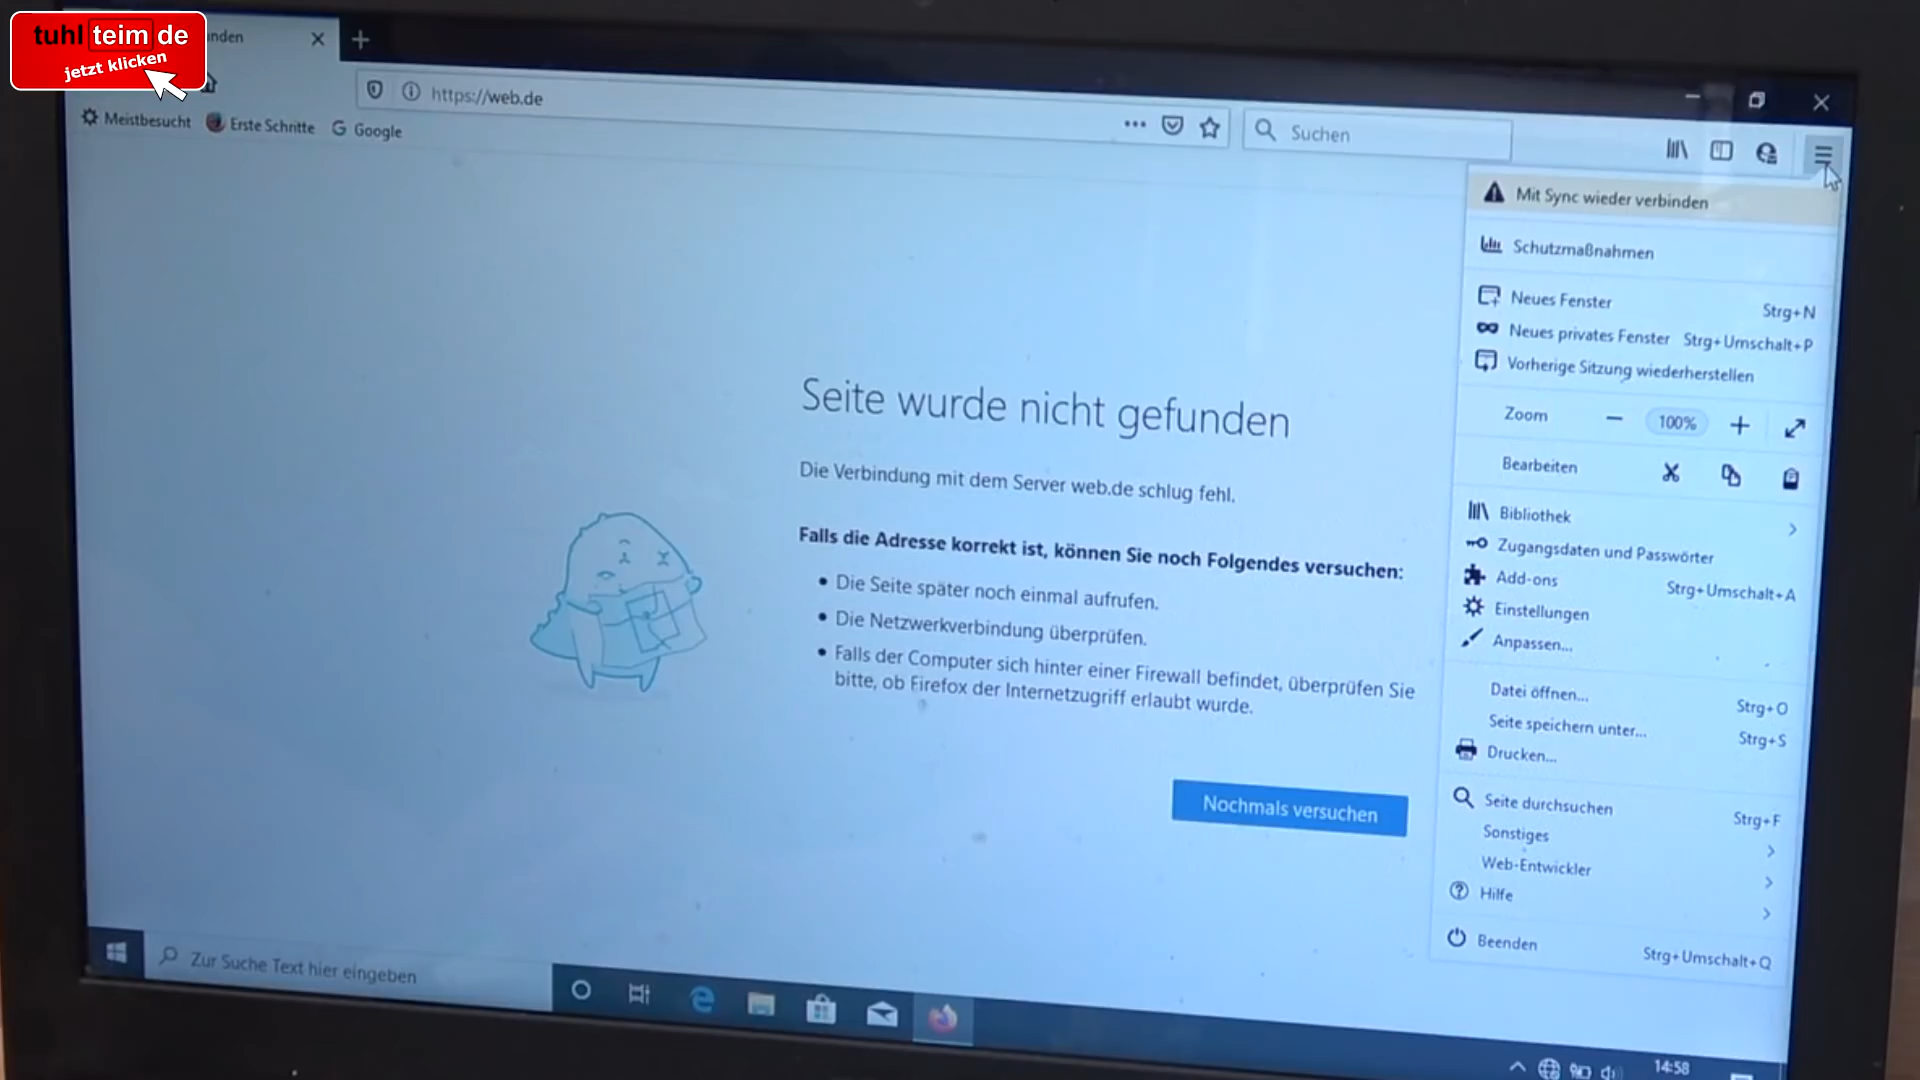 tuhl teim de
jetzt klicken
nden
https://web.de
Suchen
Meistbesucht
Erste Schritte
Google
Mit Sync wieder verbinden
Schutzmaßnahmen
Neues Fenster Strg+N
Neues privates Fenster Strg+Umschalt+P
Vorherige Sitzung wiederherstellen
Zoom 100%
Bearbeiten
Bibliothek
Zugangsdaten und Passwörter
Add-ons Strg+Umschalt+A
Einstellungen
Anpassen...
Datei öffnen... Strg+O
Seite speichern unter... Strg+S
Drucken...
Seite durchsuchen Strg+F
Sonstiges
Web-Entwickler
Hilfe
Beenden Strg+Umschalt+Q
Seite wurde nicht gefunden
Die Verbindung mit dem Server web.de schlug fehl.
Falls die Adresse korrekt ist, können Sie noch Folgendes versuchen:
Die Seite später noch einmal aufrufen.
Die Netzwerkverbindung überprüfen.
Falls der Computer sich hinter einer Firewall befindet, überprüfen Sie
bitte, ob Firefox der Internetzugriff erlaubt wurde.
Nochmals versuchen
Zur Suche Text hier eingeben
14:58